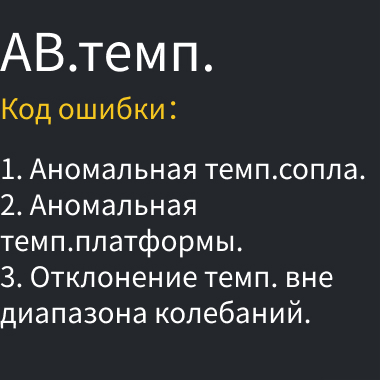 АВ.темп.
Код ошибки：
1. Аномальная темп.сопла.
2. Аномальная
темп.платформы.
3. Отклонение темп. вне
диапазона колебаний.